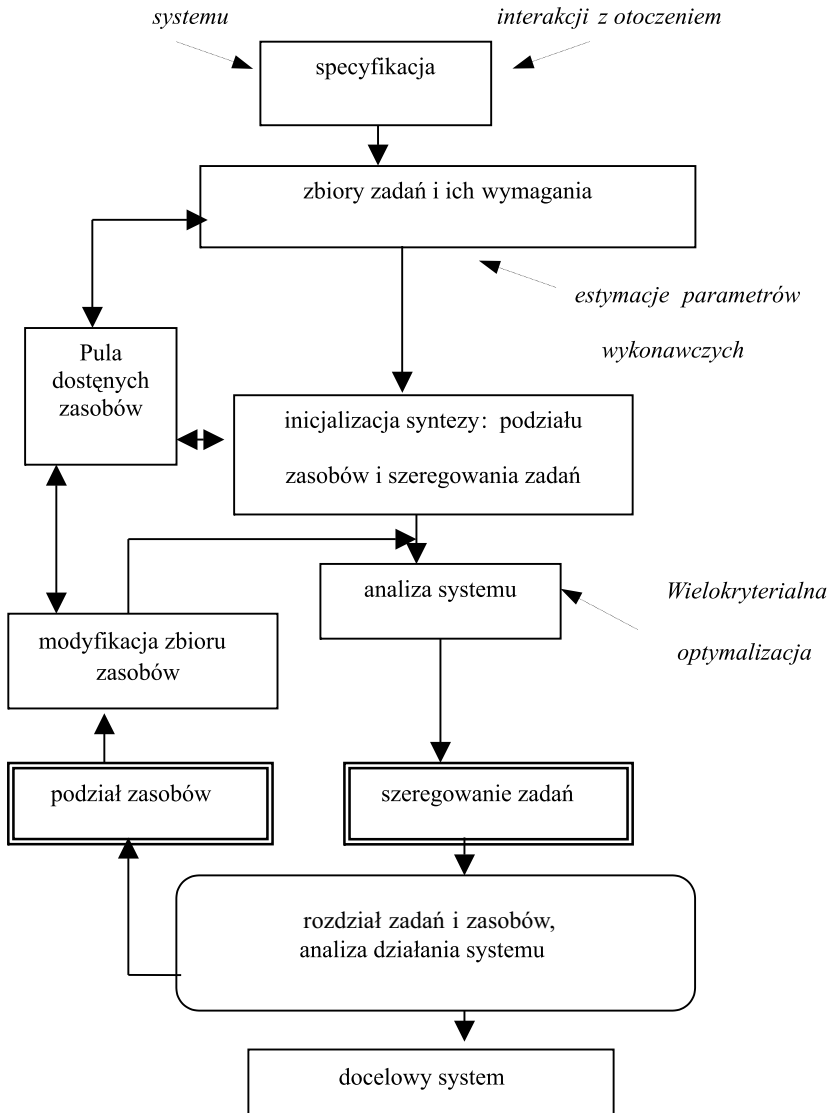 systemu
interakcji z otoczeniem
specyfikacja
zbiory zadań i ich wymagania
estymacje parametrów
wykonawczych
Pula
dostęnych
zasobów
inicjalizacja syntezy: podziału
zasobów i szeregowania zadań
analiza systemu
Wielokryterialna
optymalizacja
modyfikacja zbioru
zasobów
podział zasobów
szeregowanie zadań
rozdział zadań i zasobów,
analiza działania systemu
docelowy system